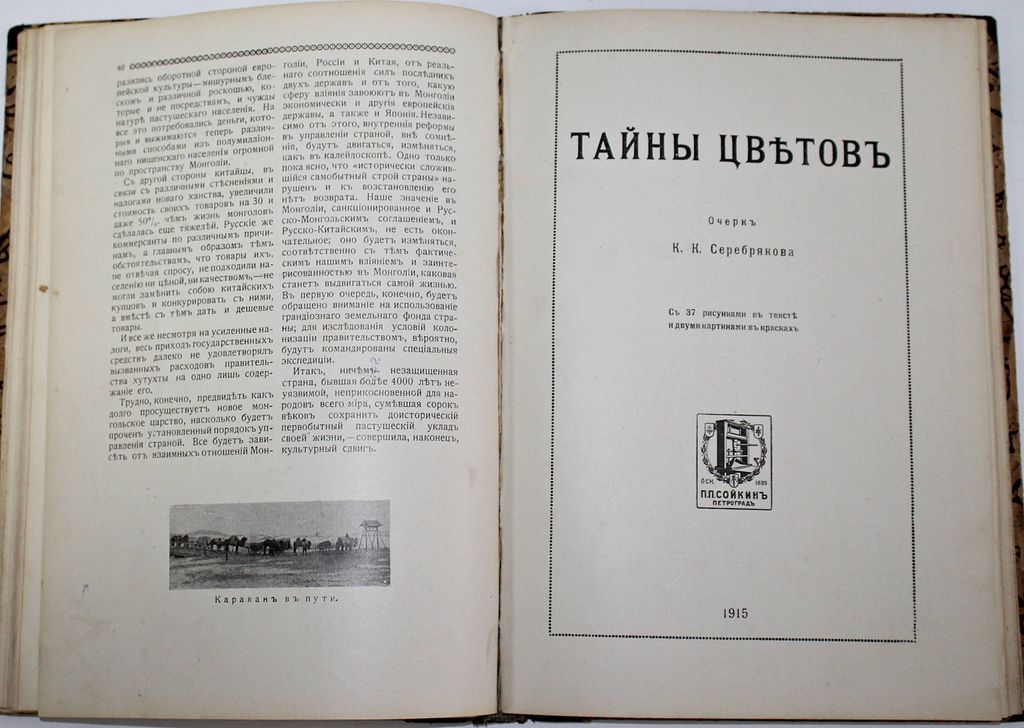 40
разились оборотной стороной евро-
пейской культуры—мишурнымъ бле-
скомъ и различной роскошью, ко-
торые и не посредствамъ, и чужды
натурѣ пастушескаго населенія. На
все это потребовались деньги, кото-
рыя и выжимаются теперь различ-
ными способами изъ полумилліон-
наго нищенскаго населенія огромной
по пространству Монголіи.
Съ другой стороны китайцы, въ
связи съ различными стѣсненіями и
налогами новаго ханства, увеличили
стоимость своихъ товаровъ на 30 и
даже 50%, чѣмъ жизнь монголовъ
сдѣлалась еще тяжелѣй. Русскіе же
коммерсанты по различнымъ причи-
намъ, а главнымъ образомъ тѣмъ
обстоятельствамъ, что товары ихъ,
не отвѣчая спросу, не подходили на-
селенію ни цѣной, ни качествомъ,—не
могли замѣнить собою китайскихъ
купцовъ и конкурировать съ ними,
а вмѣстѣ съ тѣмъ дать и дешевые
товары.
И все же несмотря на усиленные на-
логи, весь приходъ государственныхъ
средствъ далеко не удовлетворялъ
вызванныхъ расходовъ правитель-
ства хутухты на одно лишь содер-
жаніе его.
Трудно, конечно, предвидѣть какъ
долго просуществуетъ новое мон-
гольское царство, насколько будетъ
проченъ установленный порядокъ уп-
равленія страной. Все будетъ зави-
сѣть отъ взаимныхъ отношеній Мон-
голіи, Россіи и Китая, отъ реаль-
наго соотношенія силъ послѣднихъ
двухъ державъ и отъ того, какую
сферу вліянія завоюютъ въ Монголіи
экономически и другія европейскія
державы, а также и Японія. Незави-
симо отъ этого, внутреннія реформы
въ управленіи страной, внѣ сомнѣ-
нія, будутъ двигаться, измѣняться,
какъ въ калейдоскопѣ. Одно только
пока ясно, что «исторически сложив-
шійся самобытный строй страны» на-
рушенъ и къ возстановленію его
нѣтъ возврата. Наше значеніе въ
Монголіи, санкціонированное и Рус-
ско-Монгольскимъ соглашеніемъ, и
Русско-Китайскимъ, не есть окон-
чательное; оно будетъ измѣняться,
соотвѣтственно съ тѣмъ фактиче-
скимъ нашимъ вліяніемъ и заинте-
рисованностью въ Монголіи, каковая
станетъ выдвигаться самой жизнью.
Въ первую очередь, конечно, будетъ
обращено вниманіе на использованіе
грандіознаго земельнаго фонда стра-
ны; для изслѣдованія условій коло-
низаціи правительствомъ, вѣроятно,
будутъ командированы спеціальныя
экспедиціи.
Итакъ, ничѣмъ незащищенная
страна, бывшая болѣе 4000 лѣтъ не-
уязвимой, неприкосновенной для на-
родовъ всего міра, сумѣвшая сорокъ
вѣковъ сохранить доисторическій
первобытный пастушескій укладъ
своей жизни,—совершила, наконецъ,
культурный сдвигъ.
Караванъ въ пути.
ТАЙНЫ ЦВѢТОВЪ
Очеркъ
К. К. Серебрякова
Съ 37 рисунками въ текстѣ
и двумя картинами въ краскахъ
ОСН. 1885
П.П.СОЙКИНЪ
ПЕТРОГРАДЪ
1915